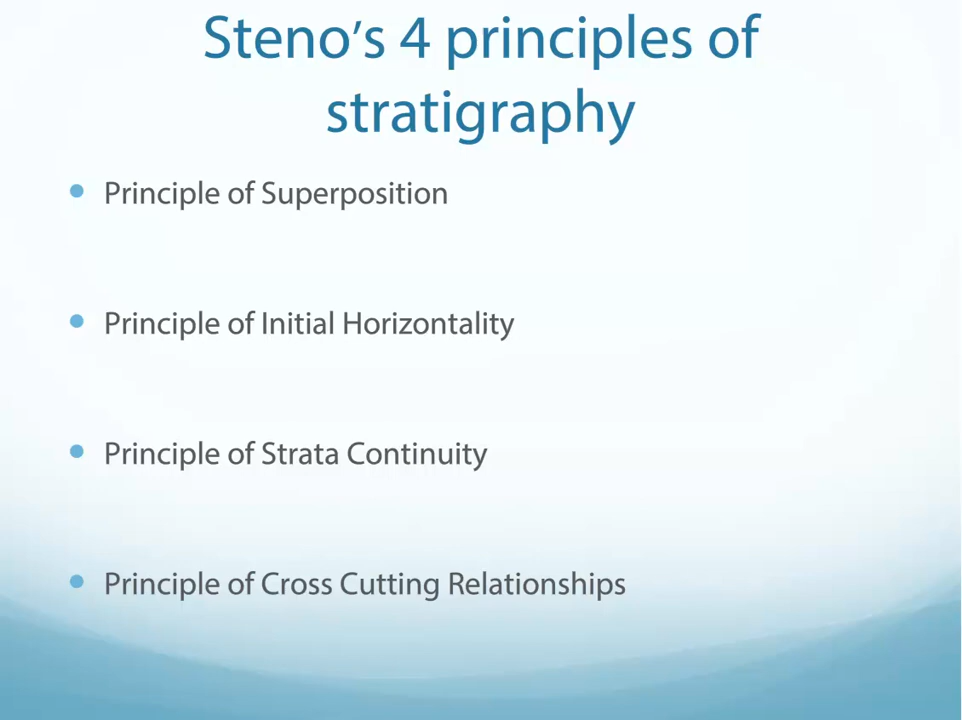 Steno’s 4 principles of
stratigraphy
Principle of Superposition
Principle of Initial Horizontality
Principle of Strata Continuity
Principle of Cross Cutting Relationships